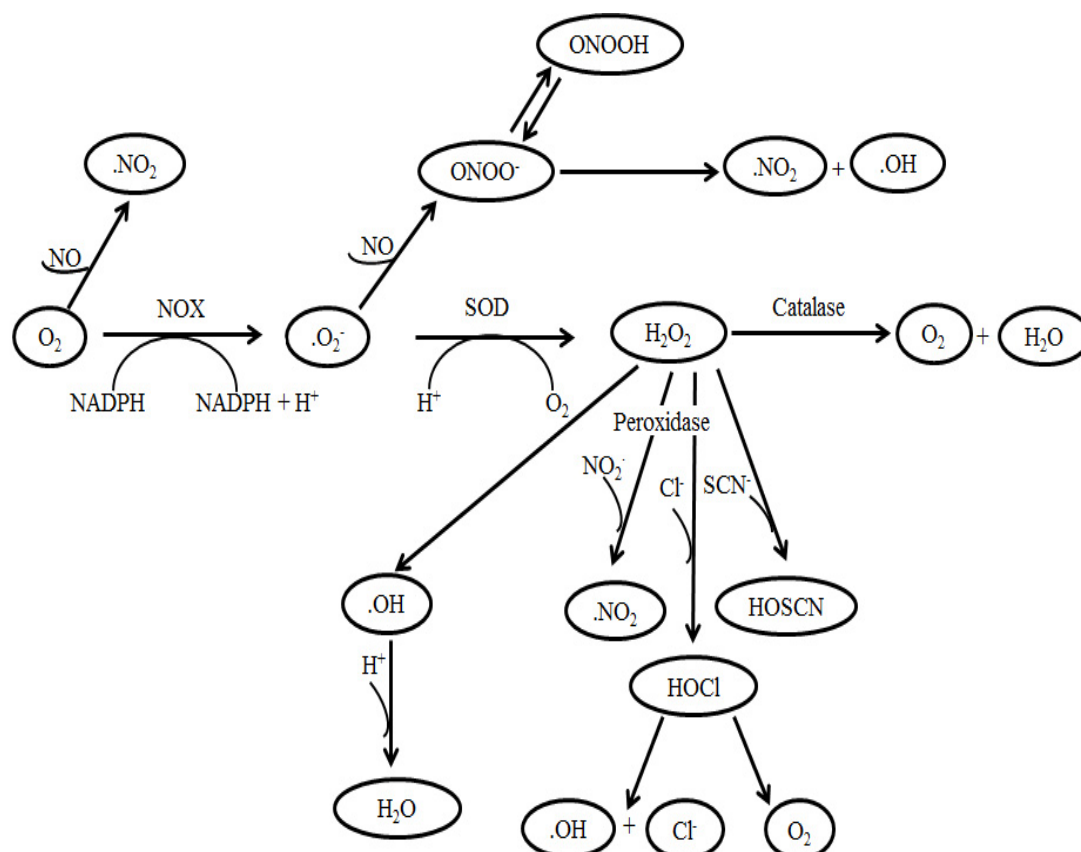 ONOOH
.NO₂
ONOO⁻
.NO₂ + .OH
NO
NO
NOX
SOD
Catalase
O₂
.O₂⁻
H₂O₂
O₂ + H₂O
NADPH
NADPH + H⁺
H⁺
O₂
Peroxidase
NO₂⁻
Cl⁻
SCN⁻
.OH
.NO₂
HOSCN
H⁺
HOCl
H₂O
.OH + Cl⁻
O₂